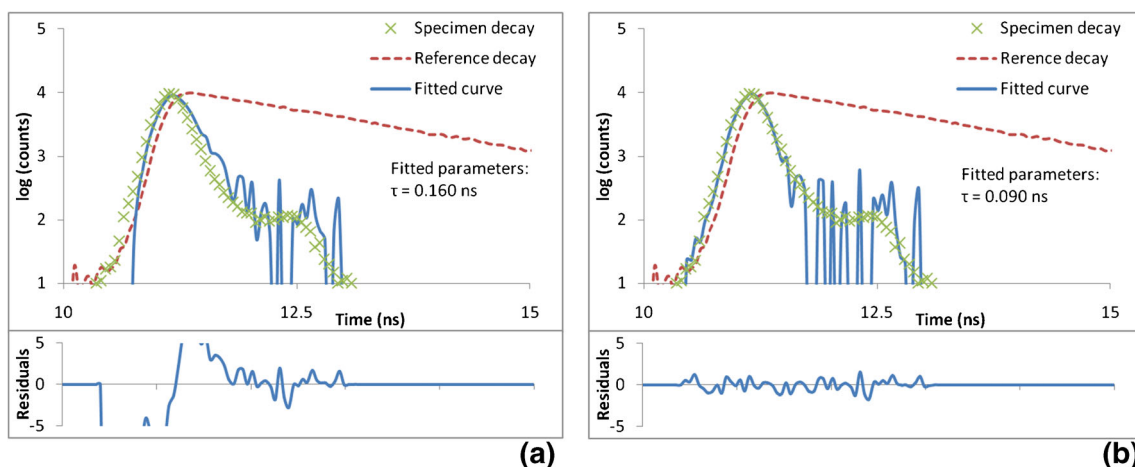 5
4
3
2
1
log (counts)
Specimen decay
Reference decay
Fitted curve
Fitted parameters:
τ = 0.160 ns
10
12.5
15
Time (ns)
5
0
-5
Residuals
(a)
5
4
3
2
1
log (counts)
Specimen decay
Rerence decay
Fitted curve
Fitted parameters:
τ = 0.090 ns
10
12.5
15
Time (ns)
5
0
-5
Residuals
(b)